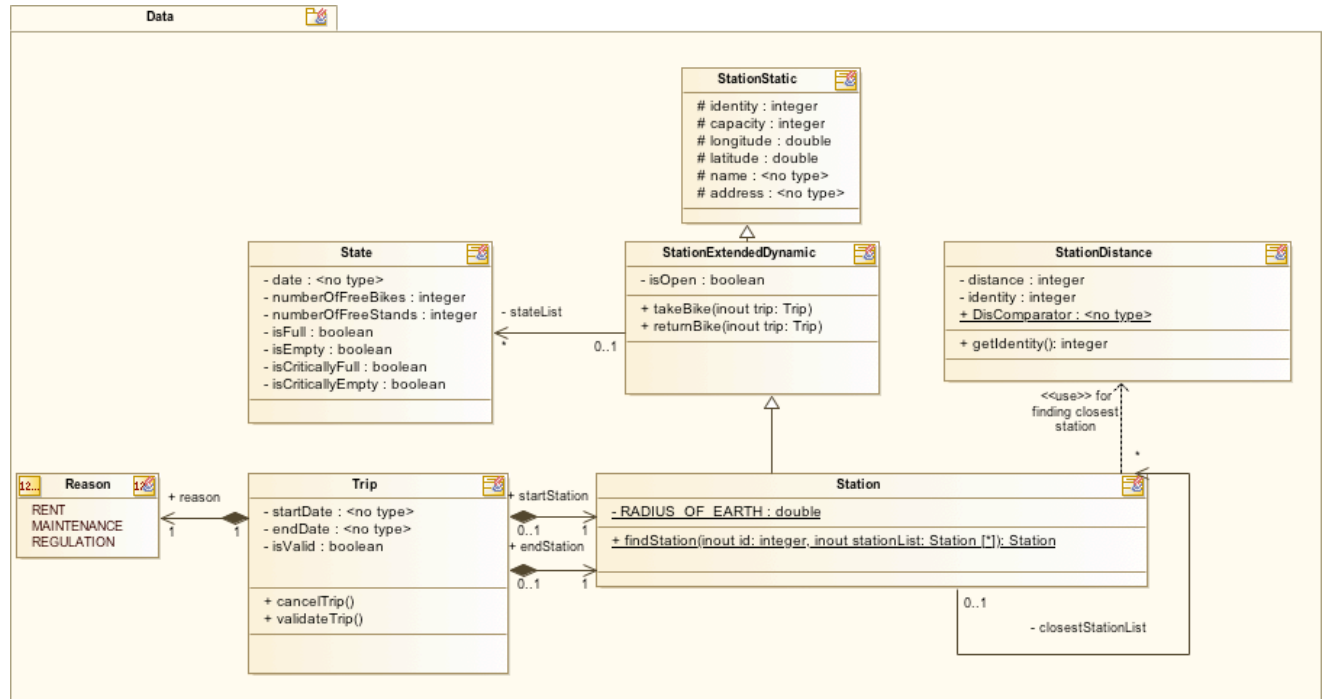 Data
StationStatic
# identity : integer
# capacity : integer
# longitude : double
# latitude : double
# name : <no type>
# address : <no type>
State
- date : <no type>
- numberOfFreeBikes : integer
- numberOfFreeStands : integer
- isFull : boolean
- isEmpty : boolean
- isCriticallyFull : boolean
- isCriticallyEmpty : boolean
- stateList
*
0..1
StationExtendedDynamic
- isOpen : boolean
+ takeBike(inout trip: Trip)
+ returnBike(inout trip: Trip)
StationDistance
- distance : integer
- identity : integer
+ DisComparator : <no type>
+ getIdentity(): integer
<<use>> for
finding closest
station
*
12...
Reason
12
RENT
MAINTENANCE
REGULATION
+ reason
1
1
Trip
- startDate : <no type>
- endDate : <no type>
- isValid : boolean
+ cancelTrip()
+ validateTrip()
+ startStation
0..1
1
+ endStation
0..1
1
Station
- RADIUS_OF_EARTH : double
+ findStation(inout id: integer, inout stationList: Station [*]): Station
0..1
- closestStationList